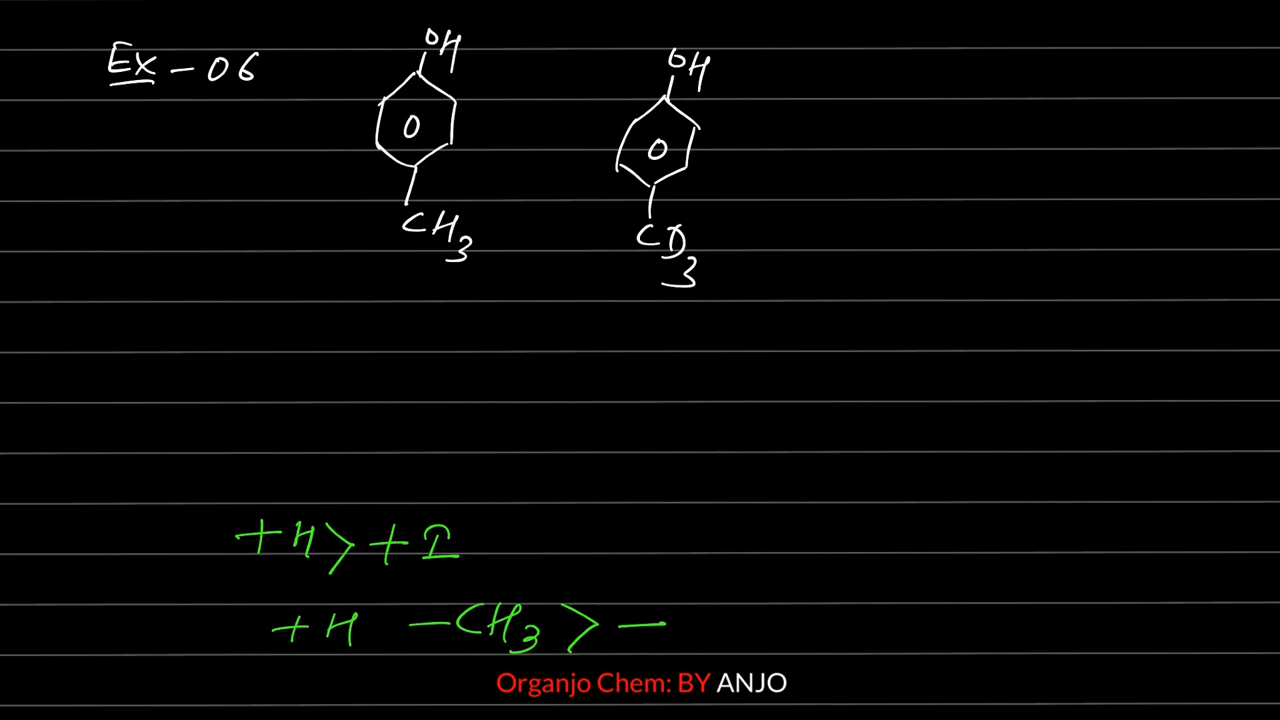 Ex - 06
OH
OH
CH3
CD3
+H > +I
+H -CH3 > -
Organjo Chem: BY ANJO